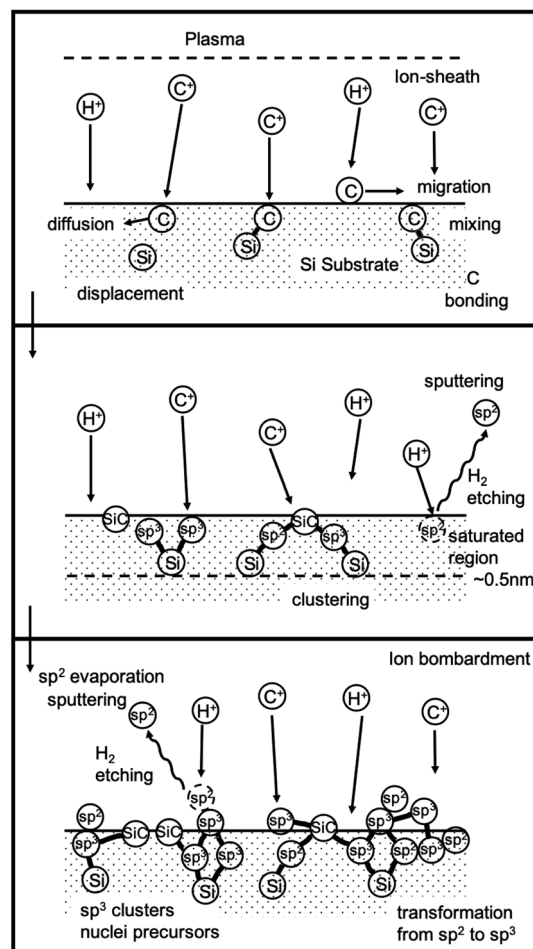 Plasma
Ion-sheath
H⁺
C⁺
C⁺
H⁺
C⁺
C
migration
diffusion
C
C
C
mixing
Si
Si
Si
Si Substrate
displacement
C
bonding
sputtering
H⁺
C⁺
C⁺
H⁺
sp²
H⁺
H₂
etching
SiC
sp³
sp³
SiC
sp²
sp³
sp²
saturated
region
Si
Si
Si
~0.5nm
clustering
Ion bombardment
sp² evaporation
sputtering
sp²
H⁺
C⁺
H⁺
C⁺
H₂
etching
sp²
sp²
sp³
sp²
sp³
sp³
sp³
SiC
SiC
SiC
sp³
sp²
sp³
sp³
sp³
sp²
sp³
sp²
Si
Si
Si
Si
sp³ clusters
nuclei precursors
transformation
from sp² to sp³